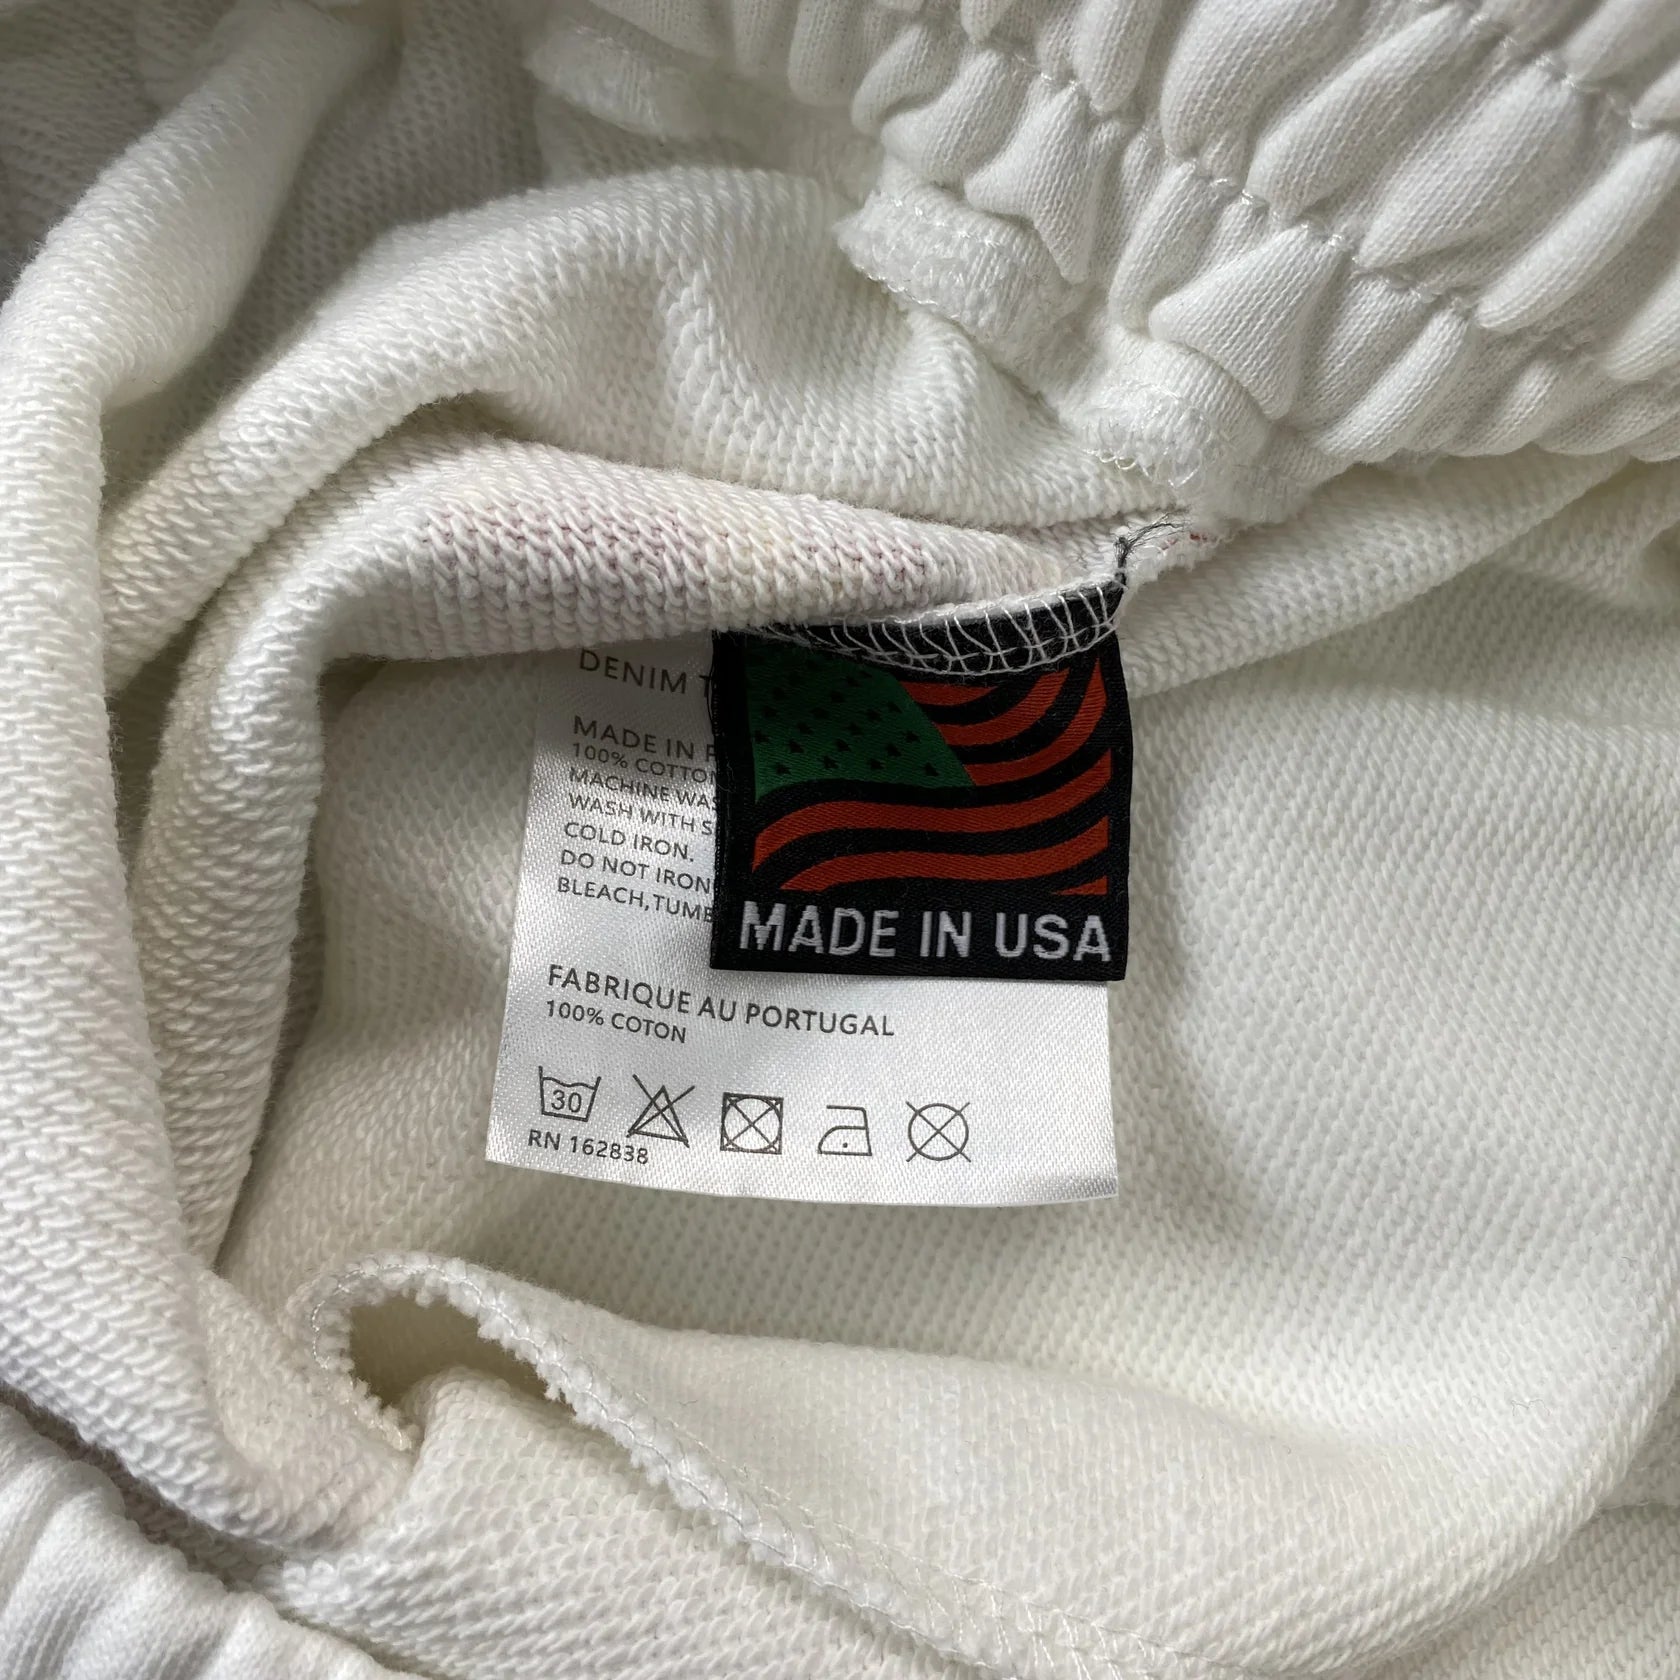 DENIM T
MADE IN P
100% COTTON
MACHINE WAS
WASH WITH S
COLD IRON.
DO NOT IRON
BLEACH,TUMB
MADE IN USA
FABRIQUE AU PORTUGAL
100% COTON
30
RN 162838